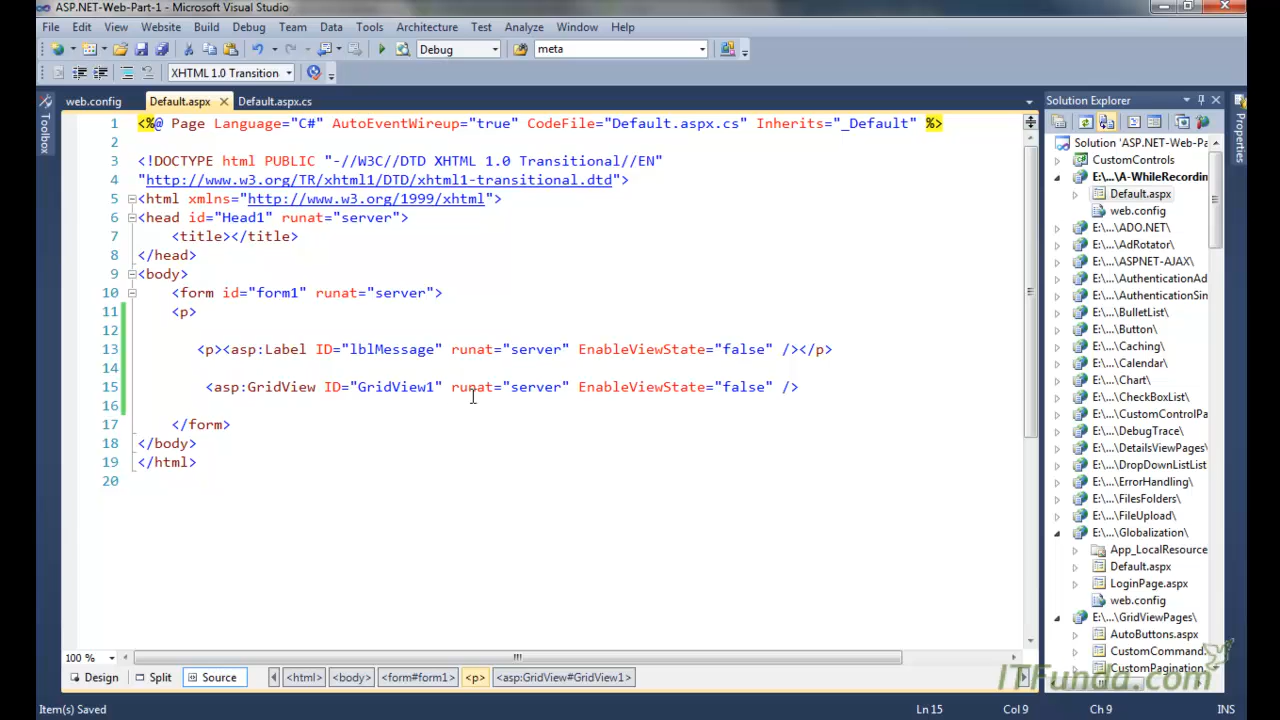 ASP.NET-Web-Part-1 - Microsoft Visual Studio
File Edit View Website Build Debug Team Data Tools Architecture Test Analyze Window Help
Debug meta
XHTML 1.0 Transition
web.config Default.aspx Default.aspx.cs
Toolbox
1 <%@ Page Language="C#" AutoEventWireup="true" CodeFile="Default.aspx.cs" Inherits="_Default" %>
2
3 <!DOCTYPE html PUBLIC "-//W3C//DTD XHTML 1.0 Transitional//EN"
4 "http://www.w3.org/TR/xhtml1/DTD/xhtml1-transitional.dtd">
5 <html xmlns="http://www.w3.org/1999/xhtml">
6 <head id="Head1" runat="server">
7 <title></title>
8 </head>
9 <body>
10 <form id="form1" runat="server">
11 <p>
12
13 <p><asp:Label ID="lblMessage" runat="server" EnableViewState="false" /></p>
14
15 <asp:GridView ID="GridView1" runat="server" EnableViewState="false" />
16
17 </form>
18 </body>
19 </html>
20
100 %
Design Split Source <html> <body> <form#form1> <p> <asp:GridView#GridView1>
Item(s) Saved Ln 15 Col 9 Ch 9 INS
Solution Explorer
Solution 'ASP.NET-Web-Pa
CustomControls
E:\...\A-WhileRecordin
Default.aspx
web.config
E:\...\ADO.NET\
E:\...\AdRotator\
E:\...\ASPNET-AJAX\
E:\...\AuthenticationAd
E:\...\AuthenticationSin
E:\...\BulletList\
E:\...\Button\
E:\...\Caching\
E:\...\Calendar\
E:\...\Chart\
E:\...\CheckBoxList\
E:\...\CustomControlPa
E:\...\DebugTrace\
E:\...\DetailsViewPages\
E:\...\DropDownListList
E:\...\ErrorHandling\
E:\...\FilesFolders\
E:\...\FileUpload\
E:\...\Globalization\
App_LocalResource
Default.aspx
LoginPage.aspx
web.config
E:\...\GridViewPages\
AutoButtons.aspx
CustomCommand.
CustomPagination
Properties
ITFunda.com